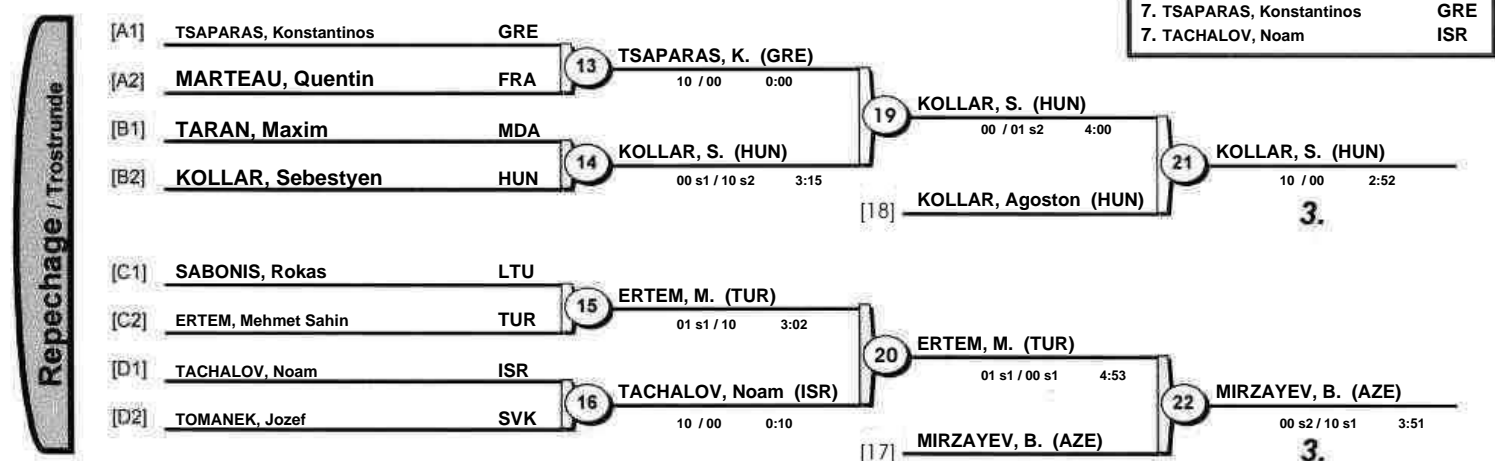 7. TSAPARAS, Konstantinos GRE
7. TACHALOV, Noam ISR
Repechage / Trostrunde
[A1] TSAPARAS, Konstantinos GRE
[A2] MARTEAU, Quentin FRA
13 TSAPARAS, K. (GRE)
10 / 00 0:00
[B1] TARAN, Maxim MDA
[B2] KOLLAR, Sebestyen HUN
14 KOLLAR, S. (HUN)
00 s1 / 10 s2 3:15
19 KOLLAR, S. (HUN)
00 / 01 s2 4:00
[18] KOLLAR, Agoston (HUN)
21 KOLLAR, S. (HUN)
10 / 00 2:52
3.
[C1] SABONIS, Rokas LTU
[C2] ERTEM, Mehmet Sahin TUR
15 ERTEM, M. (TUR)
01 s1 / 10 3:02
[D1] TACHALOV, Noam ISR
[D2] TOMANEK, Jozef SVK
16 TACHALOV, Noam (ISR)
10 / 00 0:10
20 ERTEM, M. (TUR)
01 s1 / 00 s1 4:53
[17] MIRZAYEV, B. (AZE)
22 MIRZAYEV, B. (AZE)
00 s2 / 10 s1 3:51
3.